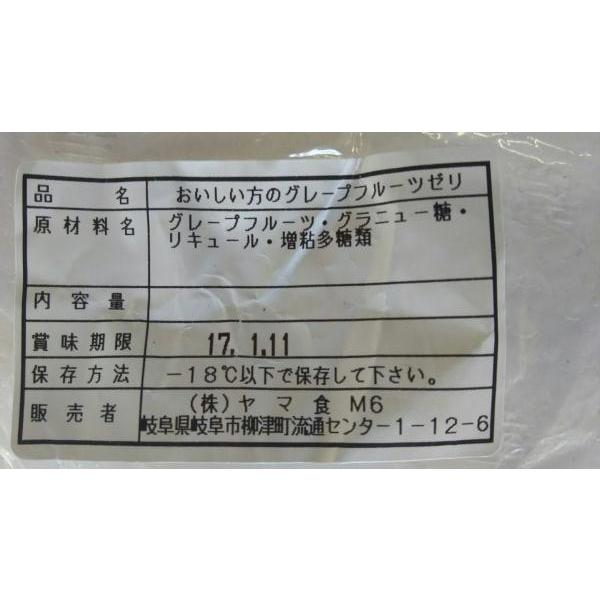 品名 おいしい方のグレープフルーツゼリ
原材料名 グレープフルーツ・グラニュー糖・
リキュール・増粘多糖類
内容量
賞味期限 17.1.11
保存方法 －18℃以下で保存して下さい。
販売者 (株)ヤマ食 M6
岐阜県岐阜市柳津町流通センター1-12-6